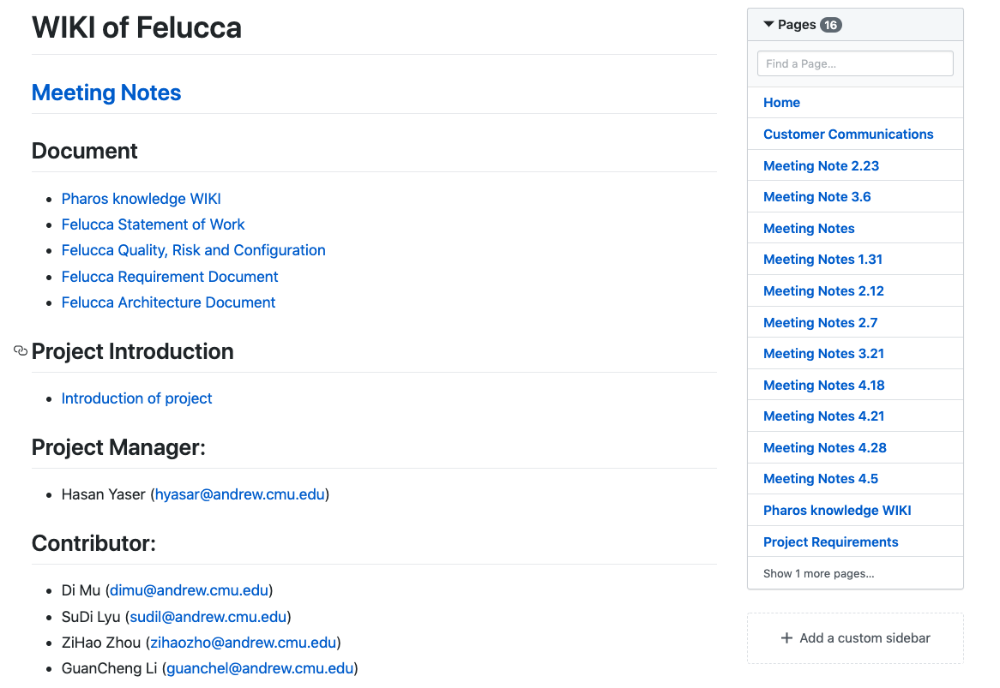 WIKI of Felucca
Meeting Notes
Document
Pharos knowledge WIKI
Felucca Statement of Work
Felucca Quality, Risk and Configuration
Felucca Requirement Document
Felucca Architecture Document
Project Introduction
Introduction of project
Project Manager:
Hasan Yaser (hyasar@andrew.cmu.edu)
Contributor:
Di Mu (dimu@andrew.cmu.edu)
SuDi Lyu (sudil@andrew.cmu.edu)
ZiHao Zhou (zihaozho@andrew.cmu.edu)
GuanCheng Li (guanchel@andrew.cmu.edu)
Pages 16
Find a Page...
Home
Customer Communications
Meeting Note 2.23
Meeting Note 3.6
Meeting Notes
Meeting Notes 1.31
Meeting Notes 2.12
Meeting Notes 2.7
Meeting Notes 3.21
Meeting Notes 4.18
Meeting Notes 4.21
Meeting Notes 4.28
Meeting Notes 4.5
Pharos knowledge WIKI
Project Requirements
Show 1 more pages...
+ Add a custom sidebar